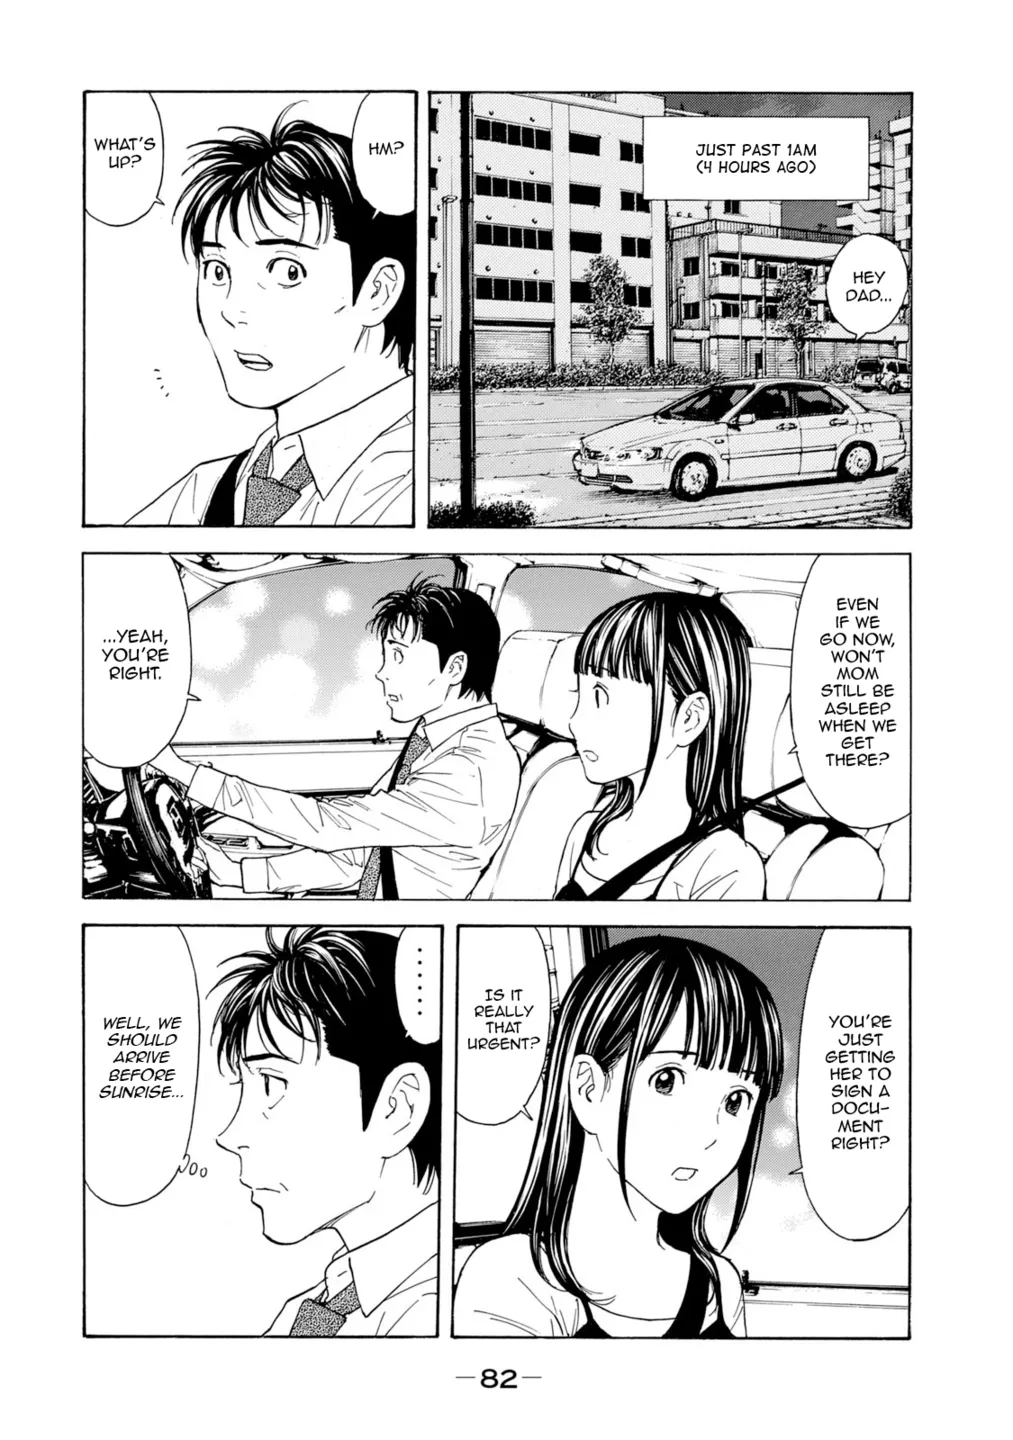 JUST PAST 1AM
(4 HOURS AGO)
HEY
DAD...
HM?
WHAT'S
UP?
EVEN
IF WE
GO NOW,
WON'T
MOM
STILL BE
ASLEEP
WHEN WE
GET
THERE?
...YEAH,
YOU'RE
RIGHT.
YOU'RE
JUST
GETTING
HER TO
SIGN A
DOCU-
MENT
RIGHT?
IS IT
REALLY
THAT
URGENT?
.......
WELL, WE
SHOULD
ARRIVE
BEFORE
SUNRISE...
—82—